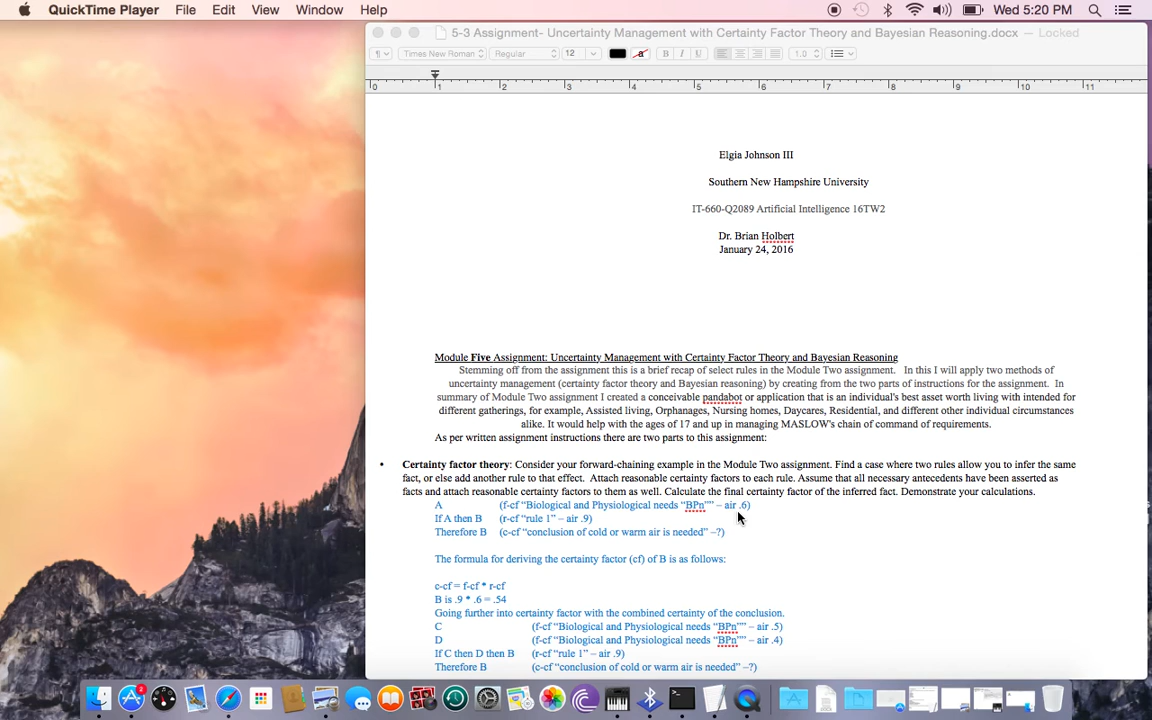 QuickTime Player File Edit View Window Help Wed 5:20 PM
5-3 Assignment- Uncertainty Management with Certainty Factor Theory and Bayesian Reasoning.docx — Locked
¶ Times New Roman Regular 12 a B I U 1.0
0 1 2 3 4 5 6 7 8 9 10 11
Elgia Johnson III
Southern New Hampshire University
IT-660-Q2089 Artificial Intelligence 16TW2
Dr. Brian Holbert
January 24, 2016
Module Five Assignment: Uncertainty Management with Certainty Factor Theory and Bayesian Reasoning
Stemming off from the assignment this is a brief recap of select rules in the Module Two assignment. In this I will apply two methods of
uncertainty management (certainty factor theory and Bayesian reasoning) by creating from the two parts of instructions for the assignment. In
summary of Module Two assignment I created a conceivable pandabot or application that is an individual's best asset worth living with intended for
different gatherings, for example, Assisted living, Orphanages, Nursing homes, Daycares, Residential, and different other individual circumstances
alike. It would help with the ages of 17 and up in managing MASLOW's chain of command of requirements.
As per written assignment instructions there are two parts to this assignment:
• Certainty factor theory: Consider your forward-chaining example in the Module Two assignment. Find a case where two rules allow you to infer the same
fact, or else add another rule to that effect. Attach reasonable certainty factors to each rule. Assume that all necessary antecedents have been asserted as
facts and attach reasonable certainty factors to them as well. Calculate the final certainty factor of the inferred fact. Demonstrate your calculations.
A (f-cf “Biological and Physiological needs “BPn”” – air .6)
If A then B (r-cf “rule 1” – air .9)
Therefore B (c-cf “conclusion of cold or warm air is needed” –?)
The formula for deriving the certainty factor (cf) of B is as follows:
c-cf = f-cf * r-cf
B is .9 * .6 = .54
Going further into certainty factor with the combined certainty of the conclusion.
C (f-cf “Biological and Physiological needs “BPn”” – air .5)
D (f-cf “Biological and Physiological needs “BPn”” – air .4)
If C then D then B (r-cf “rule 1” – air .9)
Therefore B (c-cf “conclusion of cold or warm air is needed” –?)